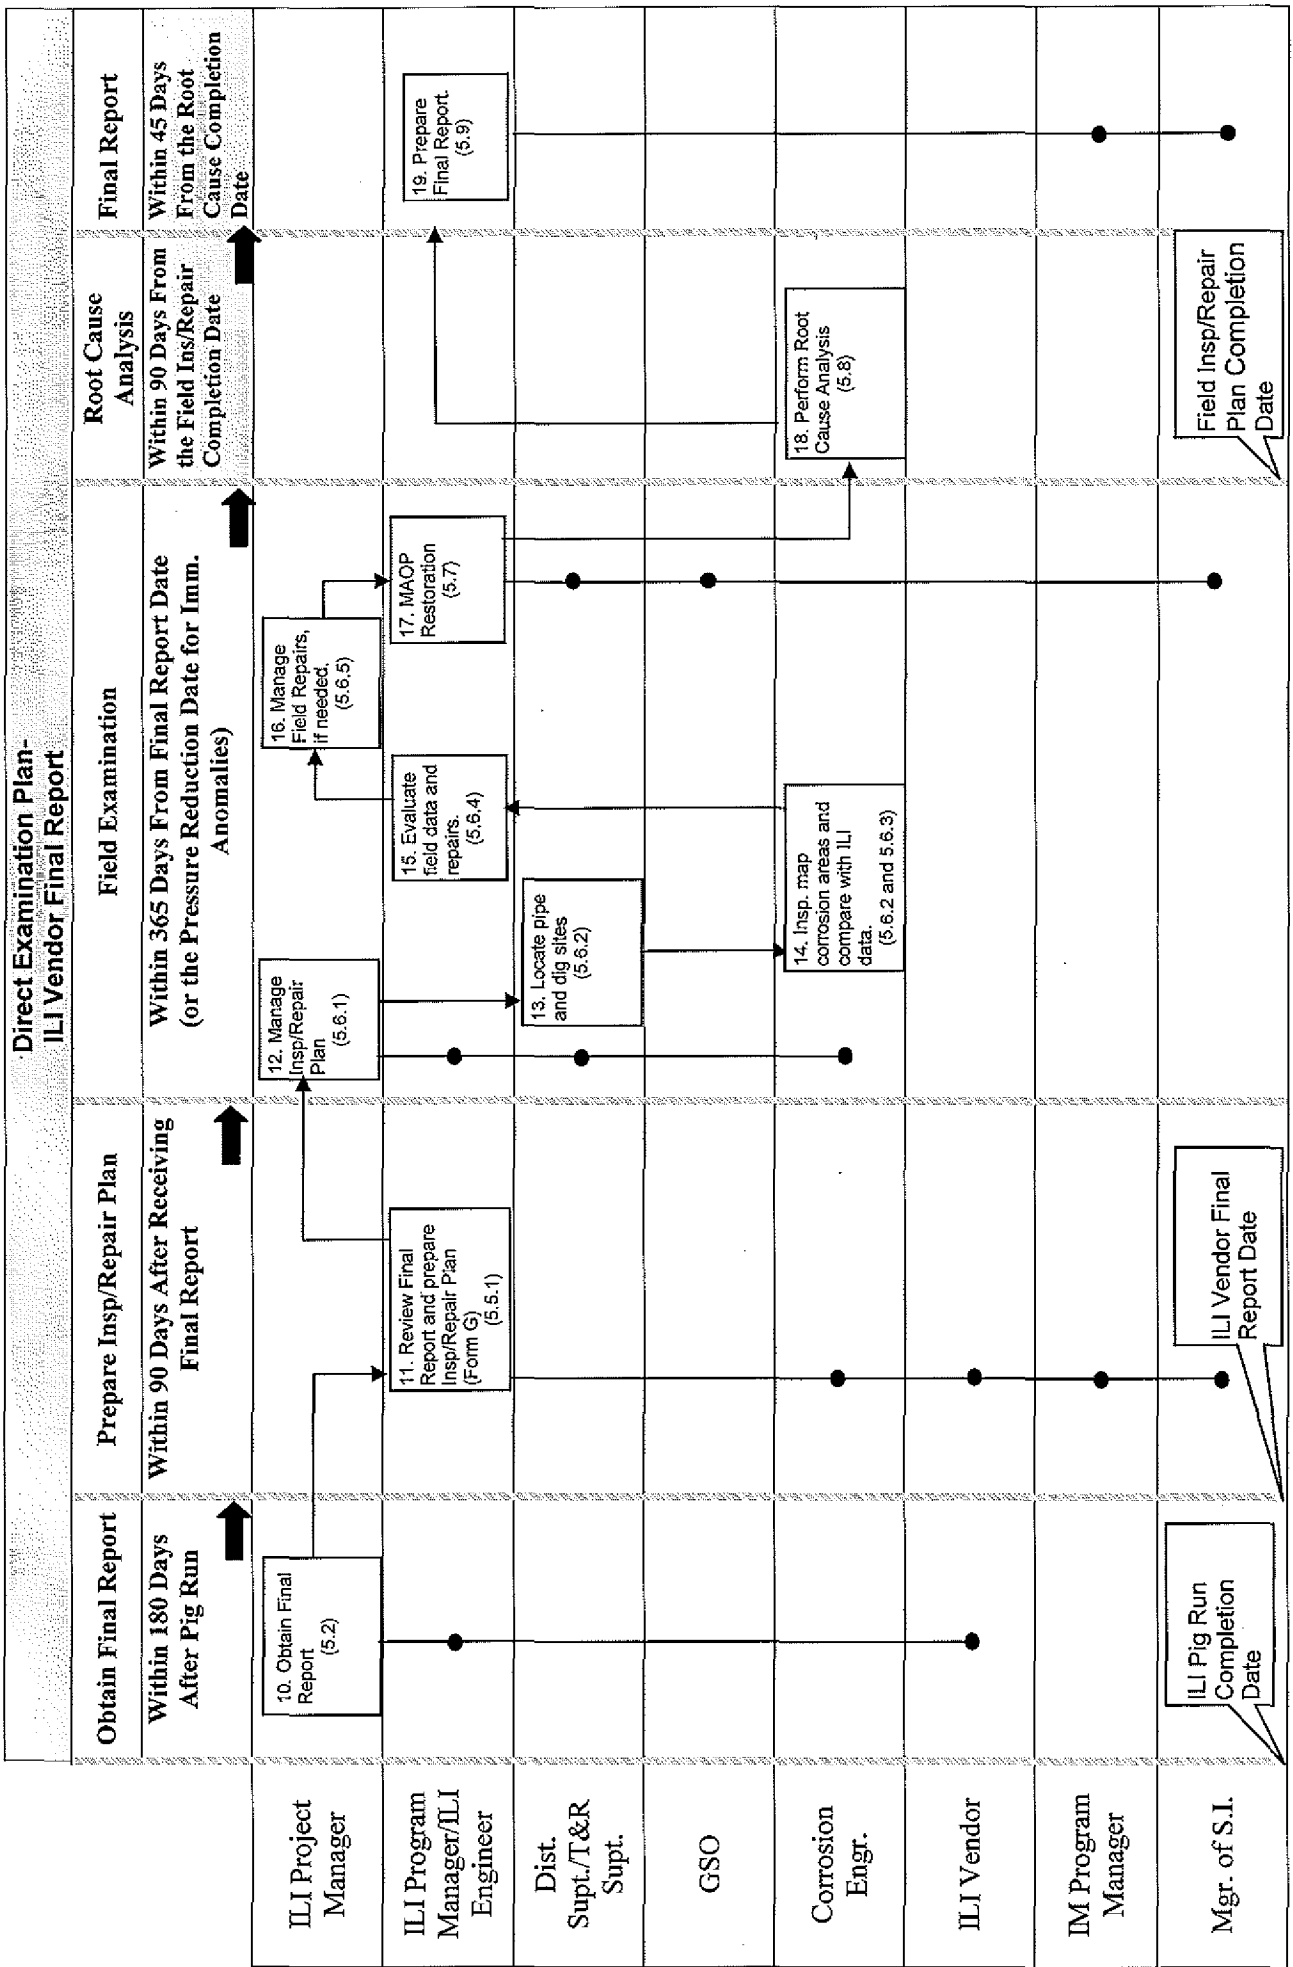 Direct Examination Plan-
ILI Vendor Final Report
Obtain Final Report
Prepare Insp/Repair Plan
Field Examination
Root Cause
Analysis
Final Report
Within 180 Days
After Pig Run
Within 90 Days After Receiving
Final Report
Within 365 Days From Final Report Date
(or the Pressure Reduction Date for Imm.
Anomalies)
Within 90 Days From
the Field Ins/Repair
Completion Date
Within 45 Days
From the Root
Cause Completion
Date
ILI Project
Manager
10. Obtain Final
Report
(5.2)
12. Manage
Insp/Repair
Plan
(5.6.1)
16. Manage
Field Repairs,
if needed.
(5.6.5)
ILI Program
Manager/ILI
Engineer
11. Review Final
Report and prepare
Insp/Repair Plan
(Form G)
(5.5.1)
15. Evaluate
field data and
repairs.
(5.6.4)
17. MAOP
Restoration
(5.7)
19. Prepare
Final Report.
(5.9)
Dist.
Supt./T&R
Supt.
13. Locate pipe
and dig sites
(5.6.2)
GSO
Corrosion
Engr.
14. Insp. map
corrosion areas and
compare with ILI
data.
(5.6.2 and 5.6.3)
18. Perform Root
Cause Analysis
(5.8)
ILI Vendor
IM Program
Manager
Mgr. of S.I.
ILI Pig Run
Completion
Date
ILI Vendor Final
Report Date
Field Insp/Repair
Plan Completion
Date